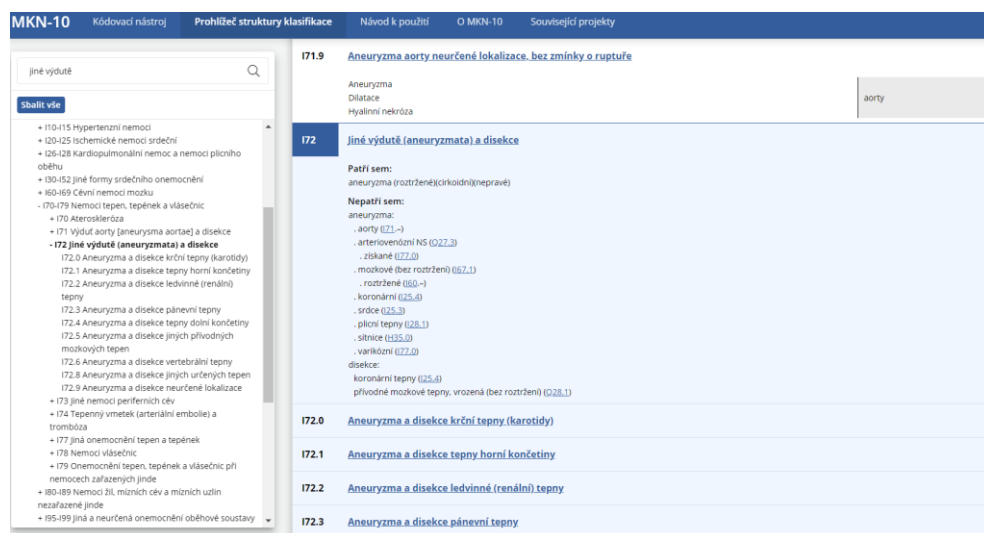 MKN-10 Kódovací nástroj Prohlížeč struktury klasifikace Návod k použití O MKN-10 Související projekty
jiné výdutě
Sbalit vše
+ I10-I15 Hypertenzní nemoci
+ I20-I25 Ischemické nemoci srdeční
+ I26-I28 Kardiopulmonální nemoc a nemoci plicního
oběhu
+ I30-I52 Jiné formy srdečního onemocnění
+ I60-I69 Cévní nemoci mozku
- I70-I79 Nemoci tepen, tepének a vlásečnic
+ I70 Ateroskleróza
+ I71 Výduť aorty [aneurysma aortae] a disekce
- I72 Jiné výdutě (aneuryzmata) a disekce
I72.0 Aneuryzma a disekce krční tepny (karotidy)
I72.1 Aneuryzma a disekce tepny horní končetiny
I72.2 Aneuryzma a disekce ledvinné (renální)
tepny
I72.3 Aneuryzma a disekce pánevní tepny
I72.4 Aneuryzma a disekce tepny dolní končetiny
I72.5 Aneuryzma a disekce jiných přívodných
mozkových tepen
I72.6 Aneuryzma a disekce vertebrální tepny
I72.8 Aneuryzma a disekce jiných určených tepen
I72.9 Aneuryzma a disekce neurčené lokalizace
+ I73 Jiné nemoci periferních cév
+ I74 Tepenný vmetek (arteriální embolie) a
trombóza
+ I77 Jiná onemocnění tepen a tepének
+ I78 Nemoci vlásečnic
+ I79 Onemocnění tepen, tepének a vlásečnic při
nemocech zařazených jinde
+ I80-I89 Nemoci žil, mízních cév a mízních uzlin
nezařazené jinde
+ I95-I99 Jiná a neurčená onemocnění oběhové soustavy
I71.9 Aneuryzma aorty neurčené lokalizace, bez zmínky o ruptuře
Aneuryzma
Dilatace
Hyalinní nekróza
aorty
I72 Jiné výdutě (aneuryzmata) a disekce
Patří sem:
aneuryzma (roztržené)(cirkoidní)(nepravé)
Nepatří sem:
aneuryzma:
. aorty (I71.–)
. arteriovenózní NS (Q27.3)
. získané (I77.0)
. mozkové (bez roztržení) (I67.1)
. roztržené (I60.–)
. koronární (I25.4)
. srdce (I25.3)
. plicní tepny (I28.1)
. sítnice (H35.0)
. varikózní (I77.0)
disekce:
koronární tepny (I25.4)
přívodné mozkové tepny, vrozená (bez roztržení) (Q28.1)
I72.0 Aneuryzma a disekce krční tepny (karotidy)
I72.1 Aneuryzma a disekce tepny horní končetiny
I72.2 Aneuryzma a disekce ledvinné (renální) tepny
I72.3 Aneuryzma a disekce pánevní tepny